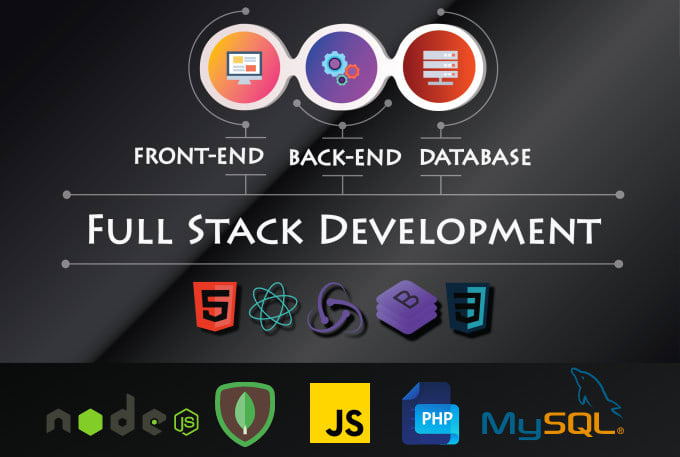 FRONT-END BACK-END DATABASE
FULL STACK DEVELOPMENT
5 B 3
node JS JS PHP MySQL®